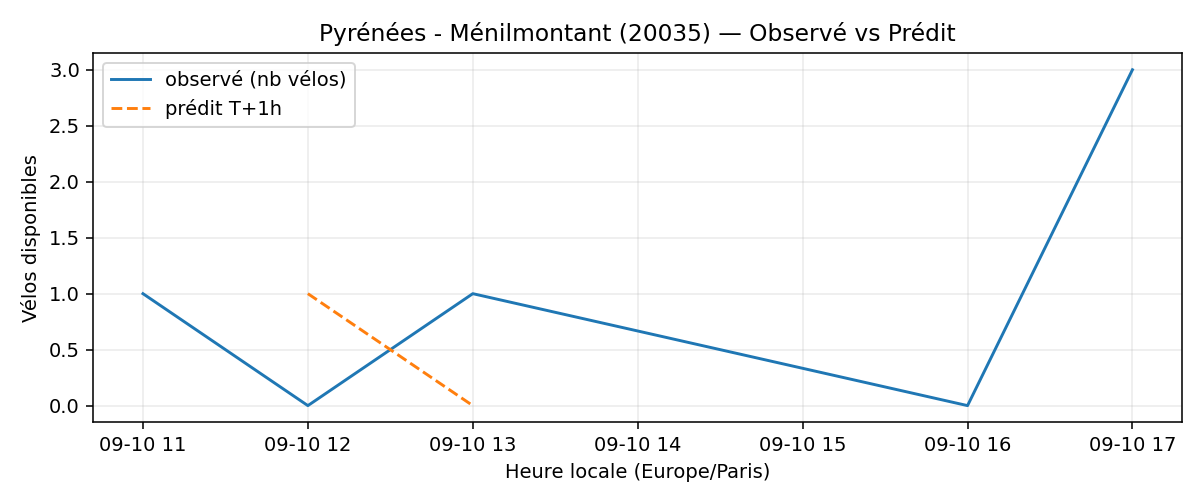 Pyrénées - Ménilmontant (20035) — Observé vs Prédit
observé (nb vélos)
prédit T+1h
Vélos disponibles
3.0
2.5
2.0
1.5
1.0
0.5
0.0
09-10 11
09-10 12
09-10 13
09-10 14
09-10 15
09-10 16
09-10 17
Heure locale (Europe/Paris)